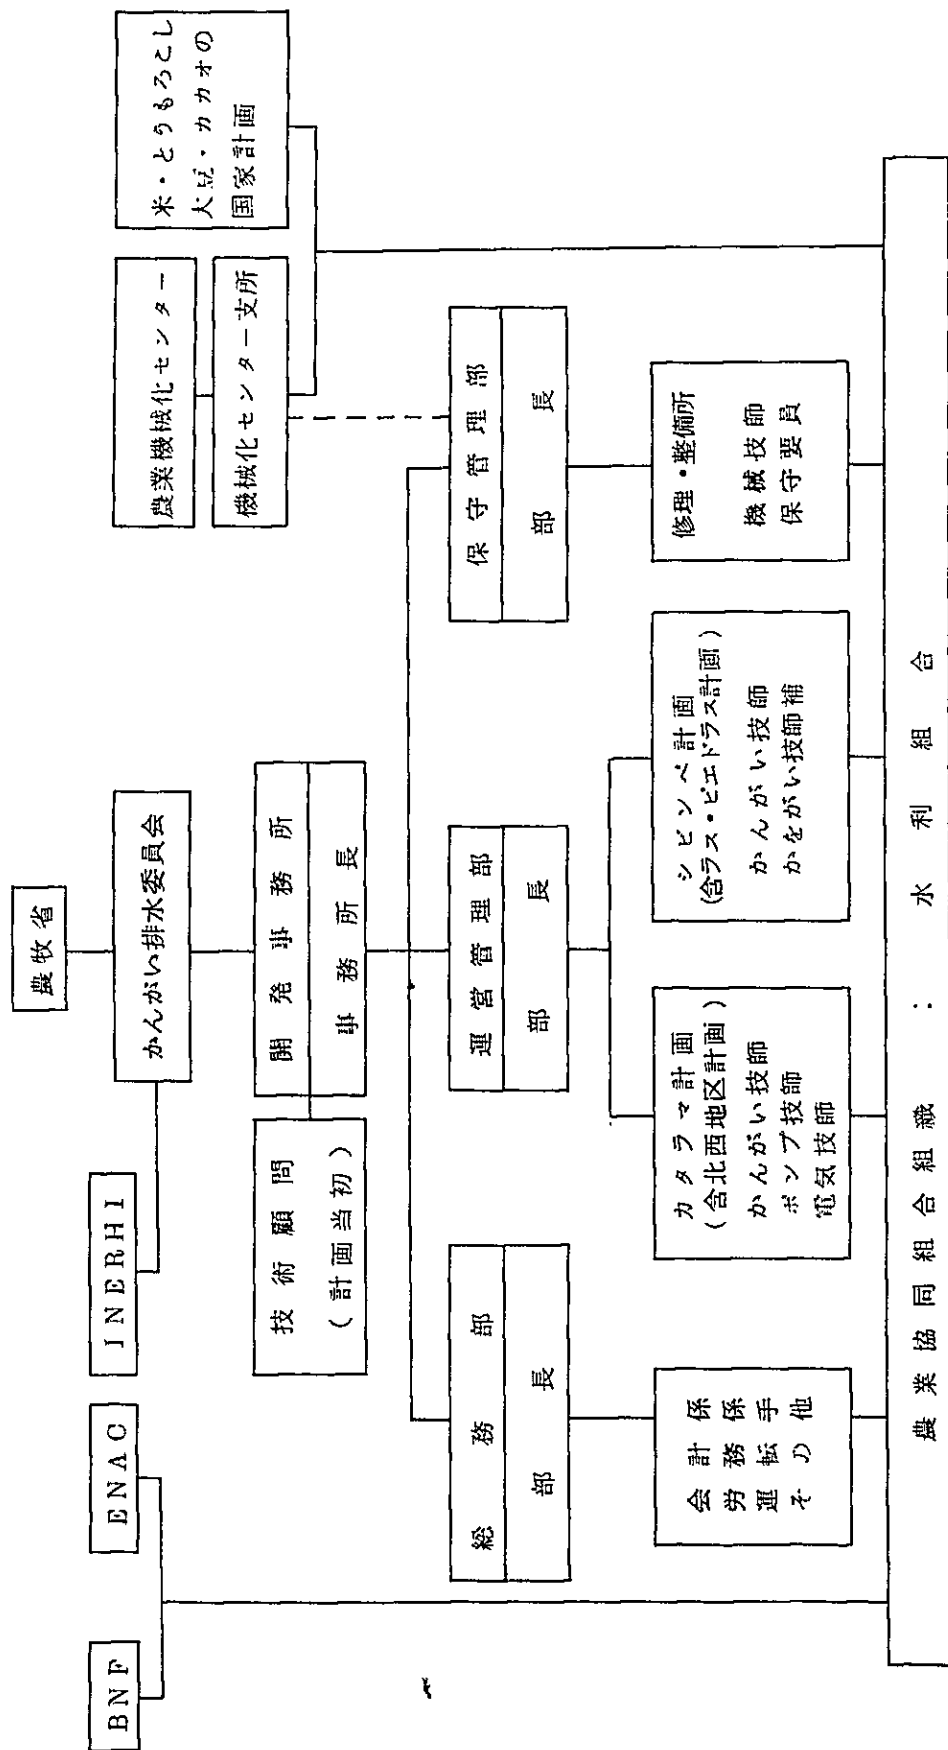 農牧省
BNF
ENAC
INERHI
かんがい排水委員会
農業機械化センター
機械化センター支所
米・とうもろこし
大豆・カカオの
国家計画
技術顧問
(計画当初)
開発事務所
事務所長
総務部
部長
運営管理部
部長
保守管理部
部長
会計係
労務係
運転手
その他
カタラマ計画
(含北西地区計画)
かんがい技師
ポンプ技師
電気技師
シビンベ計画
(含ラス・ピエドラス計画)
かんがい技師
かをがい技師補
修理・整備所
機械技師
保守要員
農業協同組合組織 : 水利組合